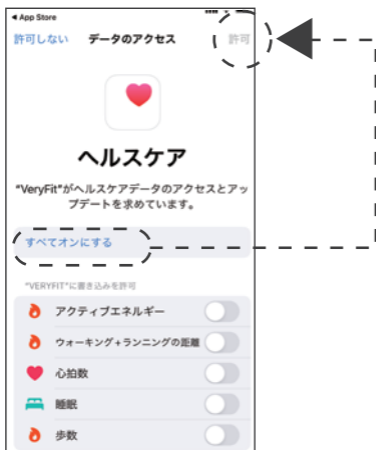 ◀ App Store
許可しない データのアクセス 許可
ヘルスケア
"VeryFit"がヘルスケアデータのアクセスとアッ
プデートを求めています。
すべてオンにする
"VERYFIT"に書き込みを許可
アクティブエネルギー
ウォーキング+ランニングの距離
心拍数
睡眠
歩数